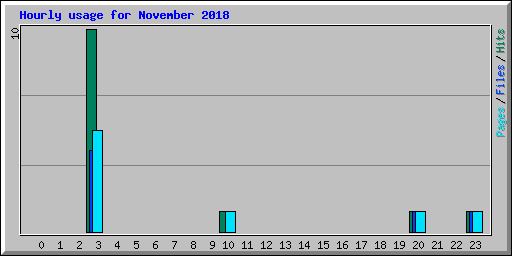 Hourly usage for November 2018
10
Pages/Files/Hits
0 1 2 3 4 5 6 7 8 9 10 11 12 13 14 15 16 17 18 19 20 21 22 23